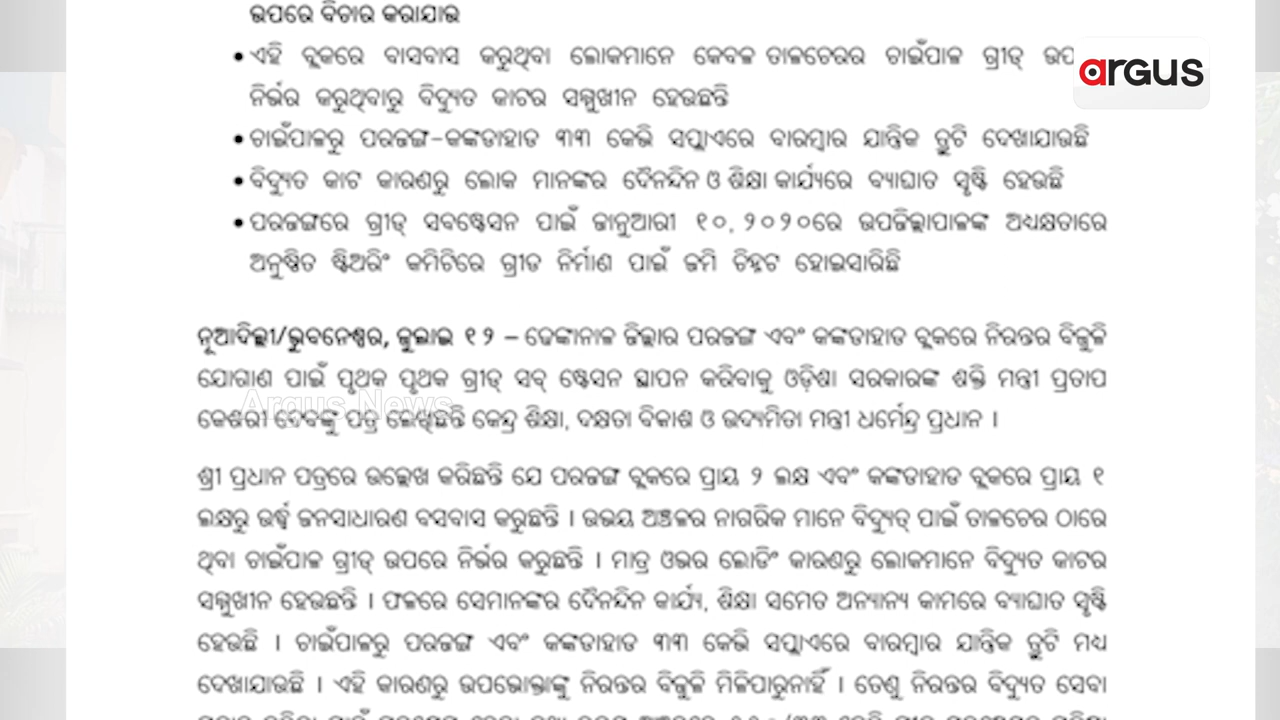 ଉପରେ ବିଚାର କରାଯାଉ
• ଏହି ବ୍ଲକରେ ବାସବାସ କରୁଥିବା ଲୋକମାନେ କେବଳ ତାଳଚେରର ଚାଇଁପାଳ ଗ୍ରୀଡ୍
argus
ନିର୍ଭର କରୁଥିବାରୁ ବିଦ୍ୟୁତ କାଟର ସମ୍ମୁଖୀନ ହେଉଛନ୍ତି
• ଚାଇଁପାଳରୁ ପରଜଙ୍ଗ-କଙ୍କଡାହାଡ ୩୩ କେଭି ସପ୍ଲାଏରେ ବାରମ୍ବାର ଯାନ୍ତ୍ରିକ ତ୍ରୁଟି ଦେଖାଯାଉଛି
• ବିଦ୍ୟୁତ କାଟ କାରଣରୁ ଲୋକ ମାନଙ୍କର ଦୈନନ୍ଦିନ ଓ ଶିକ୍ଷା କାର୍ଯ୍ୟରେ ବ୍ୟାଘାତ ସୃଷ୍ଟି ହେଉଛି
• ପରଜଙ୍ଗରେ ଗ୍ରୀଡ୍ ସବଷ୍ଟେସନ ପାଇଁ ଜାନୁଆରୀ ୧୦, ୨୦୨୦ରେ ଉପଜିଲ୍ଲାପାଳଙ୍କ ଅଧ୍ୟକ୍ଷତାରେ
ଅନୁଷ୍ଠିତ ଷ୍ଟିଅରିଂ କମିଟିରେ ଗ୍ରୀଡ ନିର୍ମାଣ ପାଇଁ ଜମି ଚିହ୍ନଟ ହୋଇସାରିଛି
ନୂଆଦିଲ୍ଲୀ/ଭୁବନେଶ୍ୱର, ଜୁଲାଇ ୧୨ – ଢେଙ୍କାନାଳ ଜିଲ୍ଲାର ପରଜଙ୍ଗ ଏବଂ କଙ୍କଡାହାଡ ବ୍ଲକରେ ନିରନ୍ତର ବିଜୁଳି
ଯୋଗାଣ ପାଇଁ ପୃଥକ ପୃଥକ ଗ୍ରୀଡ୍ ସବ୍ ଷ୍ଟେସନ ସ୍ଥାପନ କରିବାକୁ ଓଡ଼ିଶା ସରକାରଙ୍କ ଶକ୍ତି ମନ୍ତ୍ରୀ ପ୍ରତାପ
Argus News
କେଶରୀ ଦେବଙ୍କୁ ପତ୍ର ଲେଖିଛନ୍ତି କେନ୍ଦ୍ର ଶିକ୍ଷା, ଦକ୍ଷତା ବିକାଶ ଓ ଉଦ୍ୟମିତା ମନ୍ତ୍ରୀ ଧର୍ମେନ୍ଦ୍ର ପ୍ରଧାନ ।
ଶ୍ରୀ ପ୍ରଧାନ ପତ୍ରରେ ଉଲ୍ଲେଖ କରିଛନ୍ତି ଯେ ପରଜଙ୍ଗ ବ୍ଲକରେ ପ୍ରାୟ ୨ ଲକ୍ଷ ଏବଂ କଙ୍କଡାହାଡ ବ୍ଲକରେ ପ୍ରାୟ ୧
ଲକ୍ଷରୁ ଉର୍ଦ୍ଧ୍ୱ ଜନସାଧାରଣ ବସବାସ କରୁଛନ୍ତି । ଉଭୟ ଅଞ୍ଚଳର ନାଗରିକ ମାନେ ବିଦ୍ୟୁତ୍ ପାଇଁ ତାଳଚେର ଠାରେ
ଥିବା ଚାଇଁପାଳ ଗ୍ରୀଡ୍ ଉପରେ ନିର୍ଭର କରୁଛନ୍ତି । ମାତ୍ର ଓଭର ଲୋଡିଂ କାରଣରୁ ଲୋକମାନେ ବିଦ୍ୟୁତ କାଟର
ସମ୍ମୁଖୀନ ହେଉଛନ୍ତି । ଫଳରେ ସେମାନଙ୍କର ଦୈନନ୍ଦିନ କାର୍ଯ୍ୟ, ଶିକ୍ଷା ସମେତ ଅନ୍ୟାନ୍ୟ କାମରେ ବ୍ୟାଘାତ ସୃଷ୍ଟି
ହେଉଛି । ଚାଇଁପାଳରୁ ପରଜଙ୍ଗ ଏବଂ କଙ୍କଡାହାଡ ୩୩ କେଭି ସପ୍ଲାଏରେ ବାରମ୍ବାର ଯାନ୍ତ୍ରିକ ତ୍ରୁଟି ମଧ୍ୟ
ଦେଖାଯାଉଛି । ଏହି କାରଣରୁ ଉପଭୋକ୍ତାଙ୍କୁ ନିରନ୍ତର ବିଜୁଳି ମିଳିପାରୁନାହିଁ । ତେଣୁ ନିରନ୍ତର ବିଦ୍ୟୁତ ସେବା